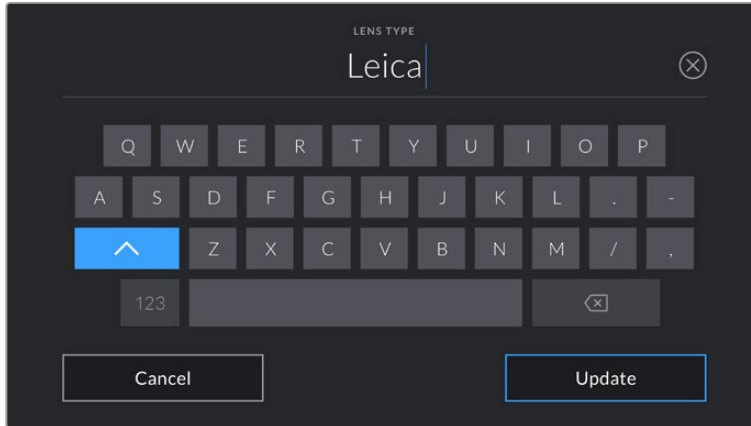 LENS TYPE
Leica
Q W E R T Y U I O P
A S D F G H J K L . -
Z X C V B N M / ,
123
Cancel Update